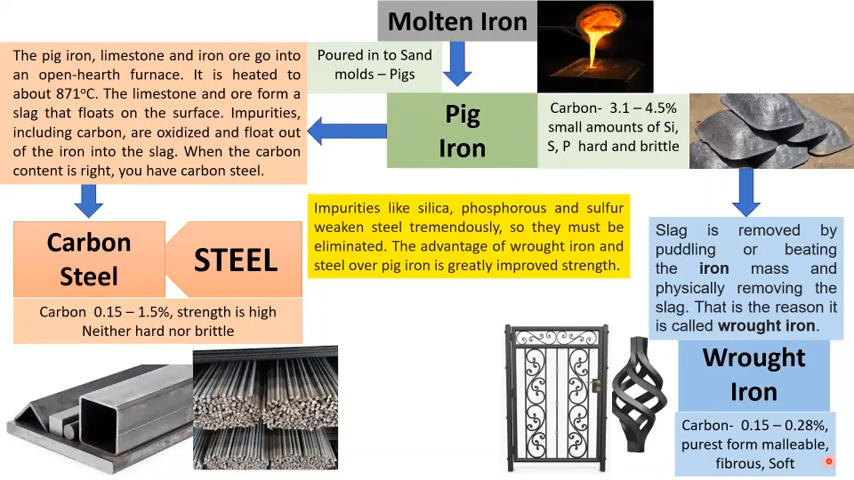 Molten Iron
Poured in to Sand
molds – Pigs
The pig iron, limestone and iron ore go into
an open-hearth furnace. It is heated to
about 871°C. The limestone and ore form a
slag that floats on the surface. Impurities,
including carbon, are oxidized and float out
of the iron into the slag. When the carbon
content is right, you have carbon steel.
Pig
Iron
Carbon- 3.1 – 4.5%
small amounts of Si,
S, P hard and brittle
Impurities like silica, phosphorous and sulfur
weaken steel tremendously, so they must be
eliminated. The advantage of wrought iron and
steel over pig iron is greatly improved strength.
Carbon
Steel
STEEL
Carbon 0.15 – 1.5%, strength is high
Neither hard nor brittle
Slag is removed by
puddling or beating
the iron mass and
physically removing the
slag. That is the reason it
is called wrought iron.
Wrought
Iron
Carbon- 0.15 – 0.28%,
purest form malleable,
fibrous, Soft